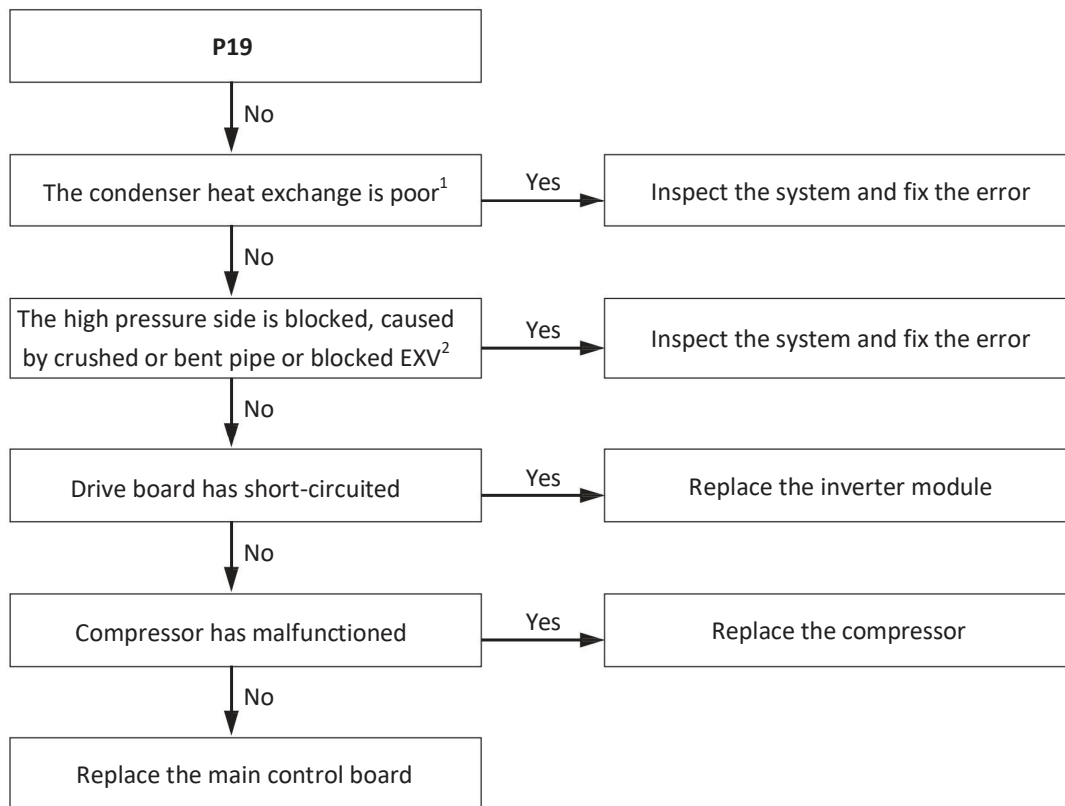 P19
No
The condenser heat exchange is poor1
Yes
Inspect the system and fix the error
No
The high pressure side is blocked, caused
by crushed or bent pipe or blocked EXV2
Yes
Inspect the system and fix the error
No
Drive board has short-circuited
Yes
Replace the inverter module
No
Compressor has malfunctioned
Yes
Replace the compressor
No
Replace the main control board